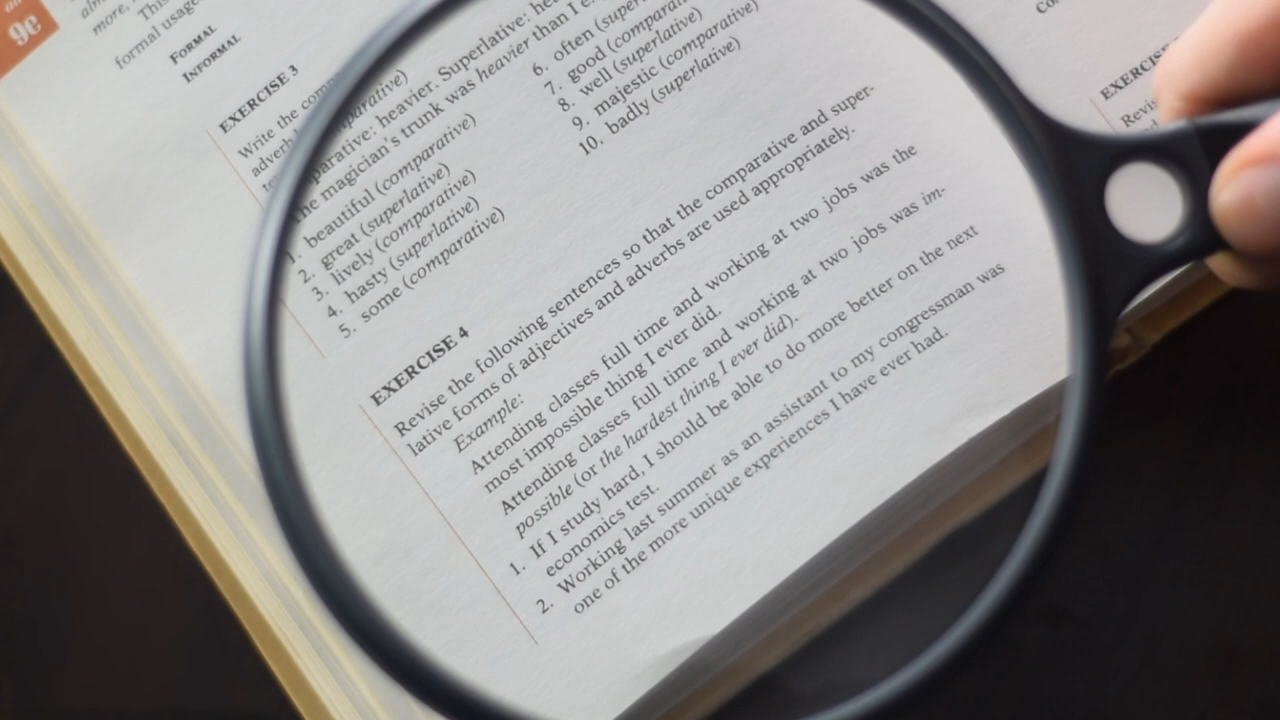 9e
more,
This
formal usage
FORMAL
INFORMAL
EXERCISE 3
Write the comp
adverb
parative)
parative: heavier. Superlative: he
the magician's trunk was heavier than I e
1. beautiful (comparative)
2. great (superlative)
3. lively (comparative)
4. hasty (superlative)
5. some (comparative)
6. often (super
7. good (comparati
8. well (superlative)
9. majestic (comparative)
10. badly (superlative)
EXERCISE 4
Revise the following sentences so that the comparative and super-
lative forms of adjectives and adverbs are used appropriately.
Example:
Attending classes full time and working at two jobs was the
most impossible thing I ever did.
Attending classes full time and working at two jobs was im-
possible (or the hardest thing I ever did).
1. If I study hard, I should be able to do more better on the next
economics test.
2. Working last summer as an assistant to my congressman was
one of the more unique experiences I have ever had.
EXERCIS
Revi